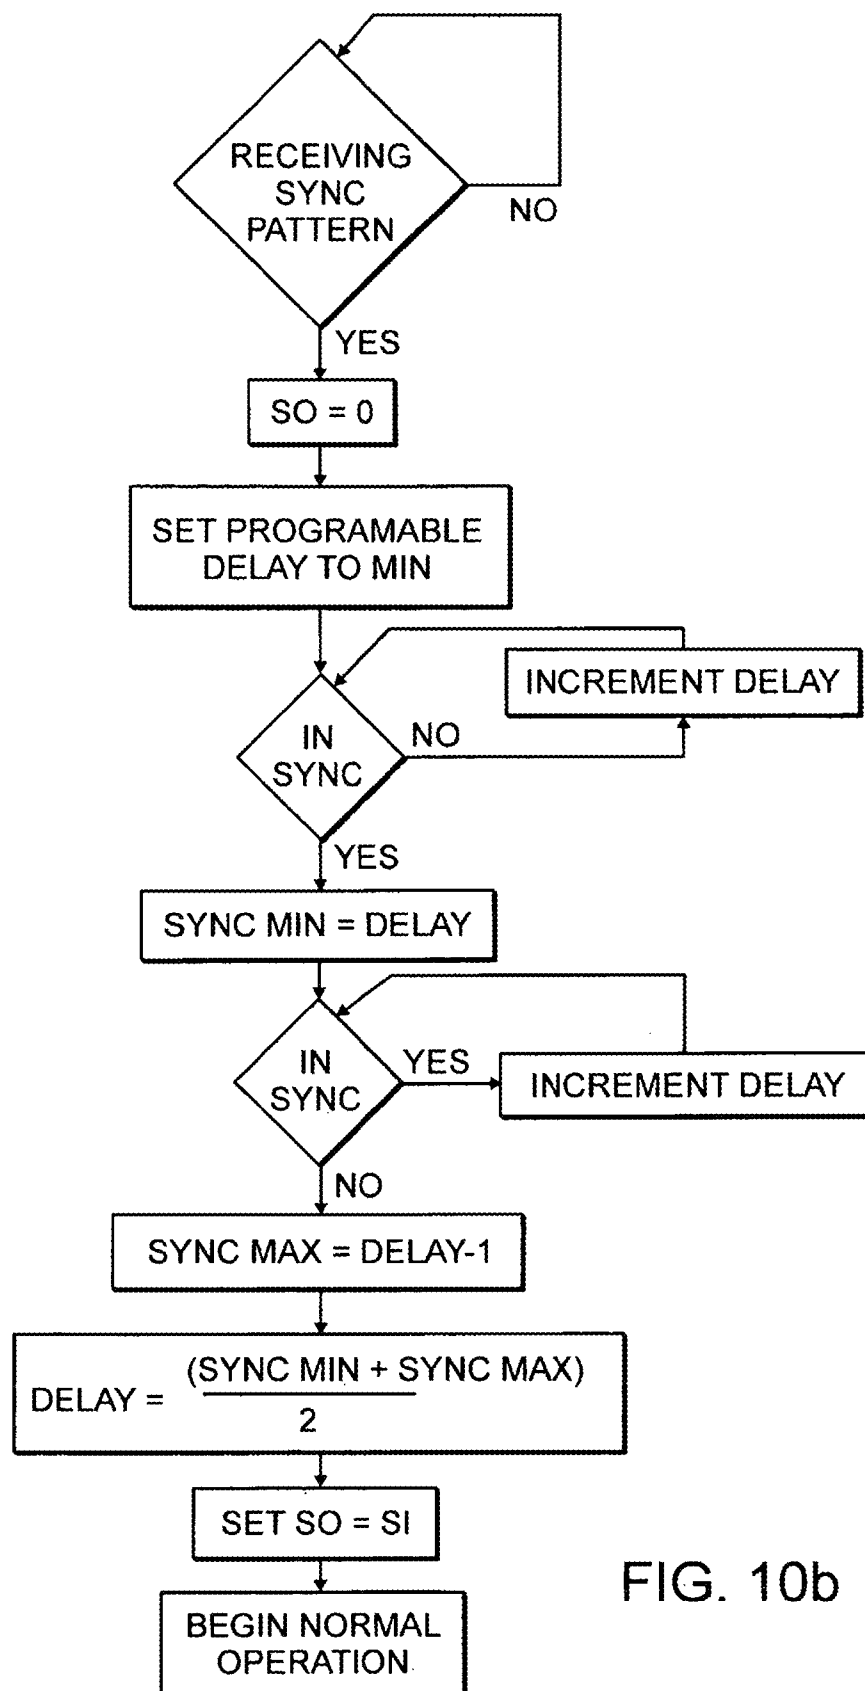 RECEIVING
SYNC
PATTERN
NO
YES
SO = 0
SET PROGRAMABLE
DELAY TO MIN
INCREMENT DELAY
IN
SYNC
NO
YES
SYNC MIN = DELAY
IN
SYNC
YES
INCREMENT DELAY
NO
SYNC MAX = DELAY-1
DELAY = (SYNC MIN + SYNC MAX)
2
SET SO = SI
BEGIN NORMAL
OPERATION
FIG. 10b